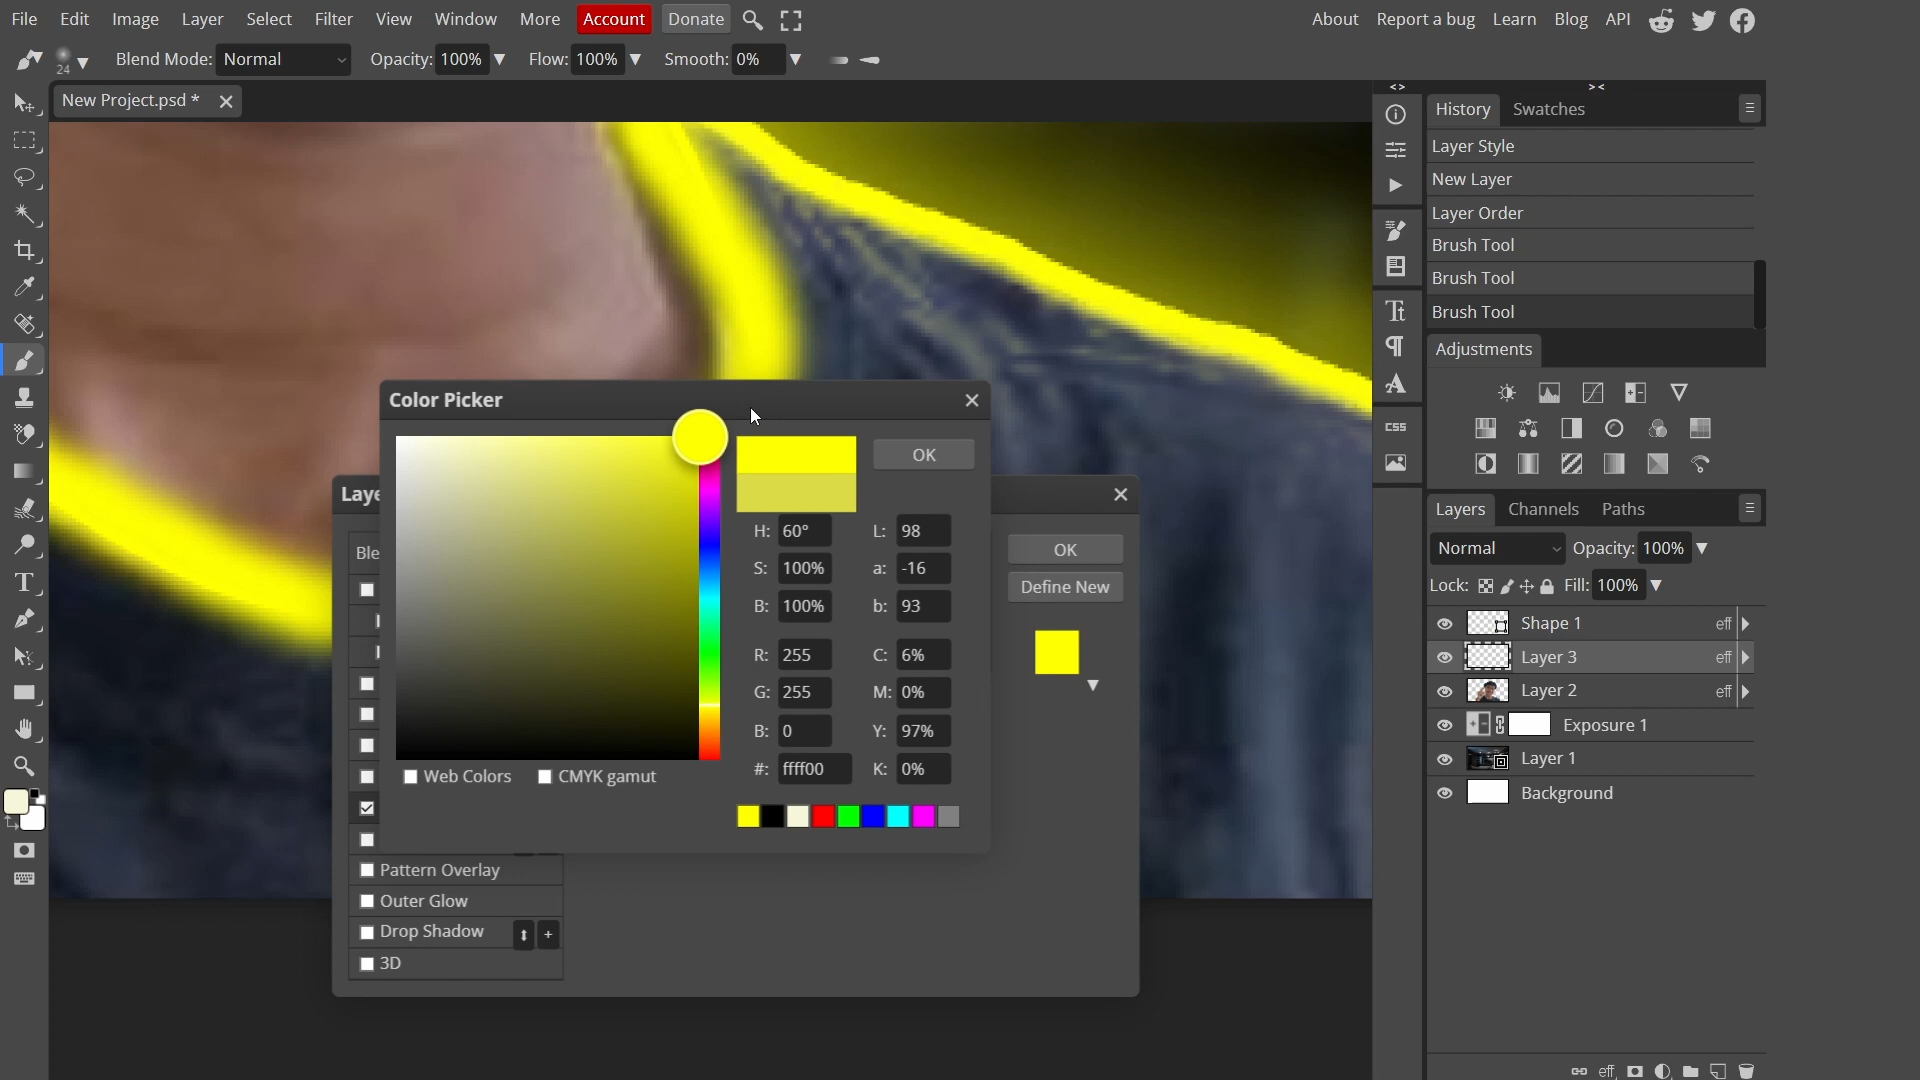 File Edit Image Layer Select Filter View Window More Account Donate About Report a bug Learn Blog API
24 Blend Mode: Normal Opacity: 100% Flow: 100% Smooth: 0%
New Project.psd *
< > > <
History Swatches
Layer Style
New Layer
Layer Order
Brush Tool
Brush Tool
Brush Tool
Adjustments
CSS
Color Picker
OK
H: 60° L: 98
S: 100% a: -16
B: 100% b: 93
R: 255 C: 6%
G: 255 M: 0%
B: 0 Y: 97%
#: ffff00 K: 0%
Web Colors CMYK gamut
Laye
Ble
OK
Define New
Pattern Overlay
Outer Glow
Drop Shadow +
3D
Layers Channels Paths
Normal Opacity: 100%
Lock: Fill: 100%
Shape 1 eff
Layer 3 eff
Layer 2 eff
Exposure 1
Layer 1
Background
eff